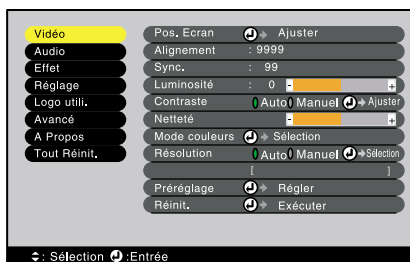 Vidéo
Audio
Effet
Réglage
Logo utili.
Avancé
A Propos
Tout Réinit.
Pos. Ecran Ajuster
Alignement : 9999
Sync. : 99
Luminosité : 0 - +
Contraste Auto Manuel Ajuster
Netteté - +
Mode couleurs Sélection
Résolution Auto Manuel Sélection
[ ]
Préréglage Régler
Réinit. Exécuter
: Sélection :Entrée